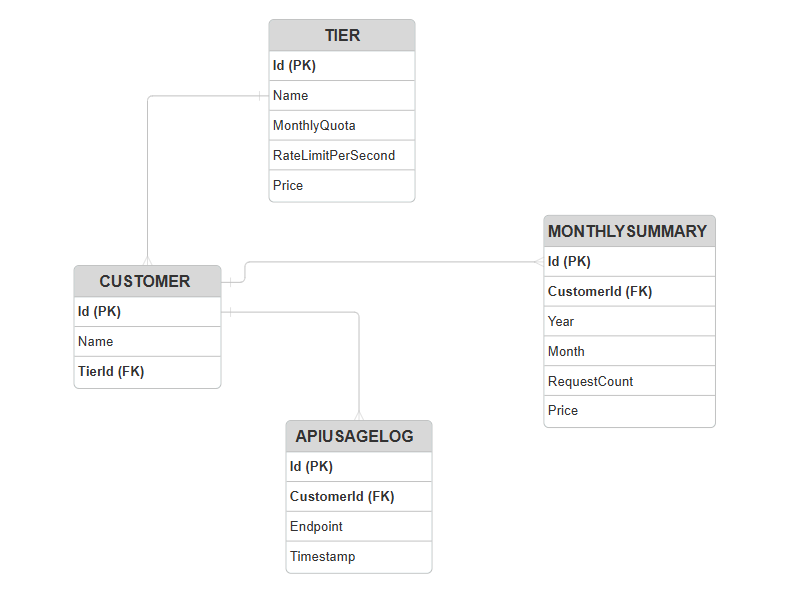 TIER
Id (PK)
Name
MonthlyQuota
RateLimitPerSecond
Price
CUSTOMER
Id (PK)
Name
TierId (FK)
MONTHLYSUMMARY
Id (PK)
CustomerId (FK)
Year
Month
RequestCount
Price
APIUSAGELOG
Id (PK)
CustomerId (FK)
Endpoint
Timestamp